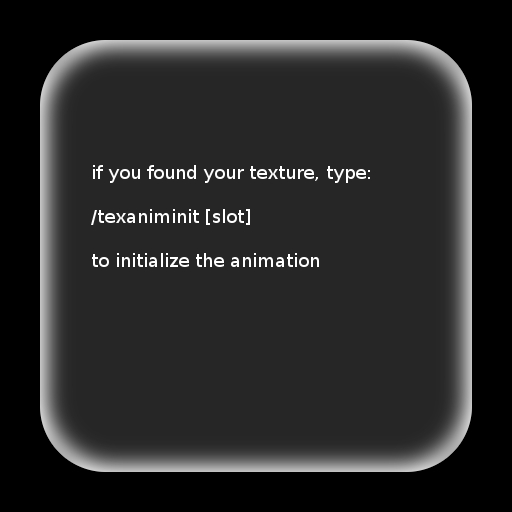 if you found your texture, type:
/texaniminit [slot]
to initialize the animation